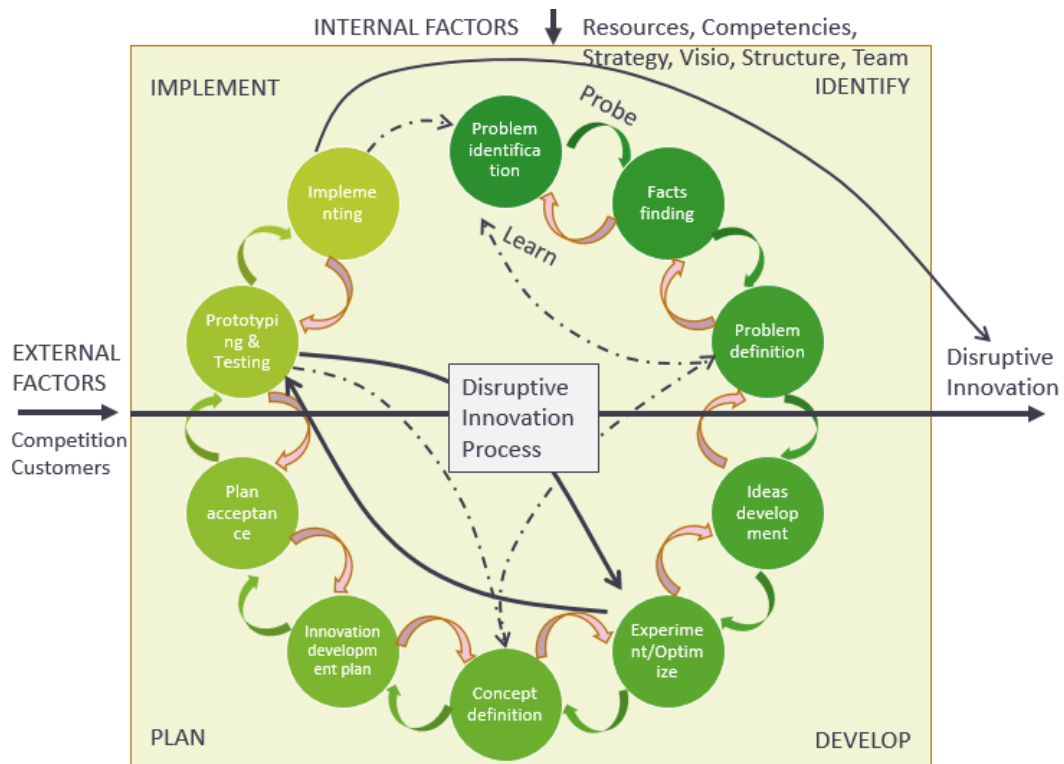 INTERNAL FACTORS
Resources, Competencies,
Strategy, Visio, Structure, Team
IMPLEMENT
IDENTIFY
Probe
Problem
identifica
tion
Facts
finding
Impleme
nting
Learn
Prototypi
ng &
Testing
Problem
definition
EXTERNAL
FACTORS
Competition
Customers
Disruptive
Innovation
Process
Disruptive
Innovation
Plan
acceptan
ce
Ideas
develop
ment
Innovation
developm
ent plan
Concept
definition
Experime
nt/Optim
ize
PLAN
DEVELOP